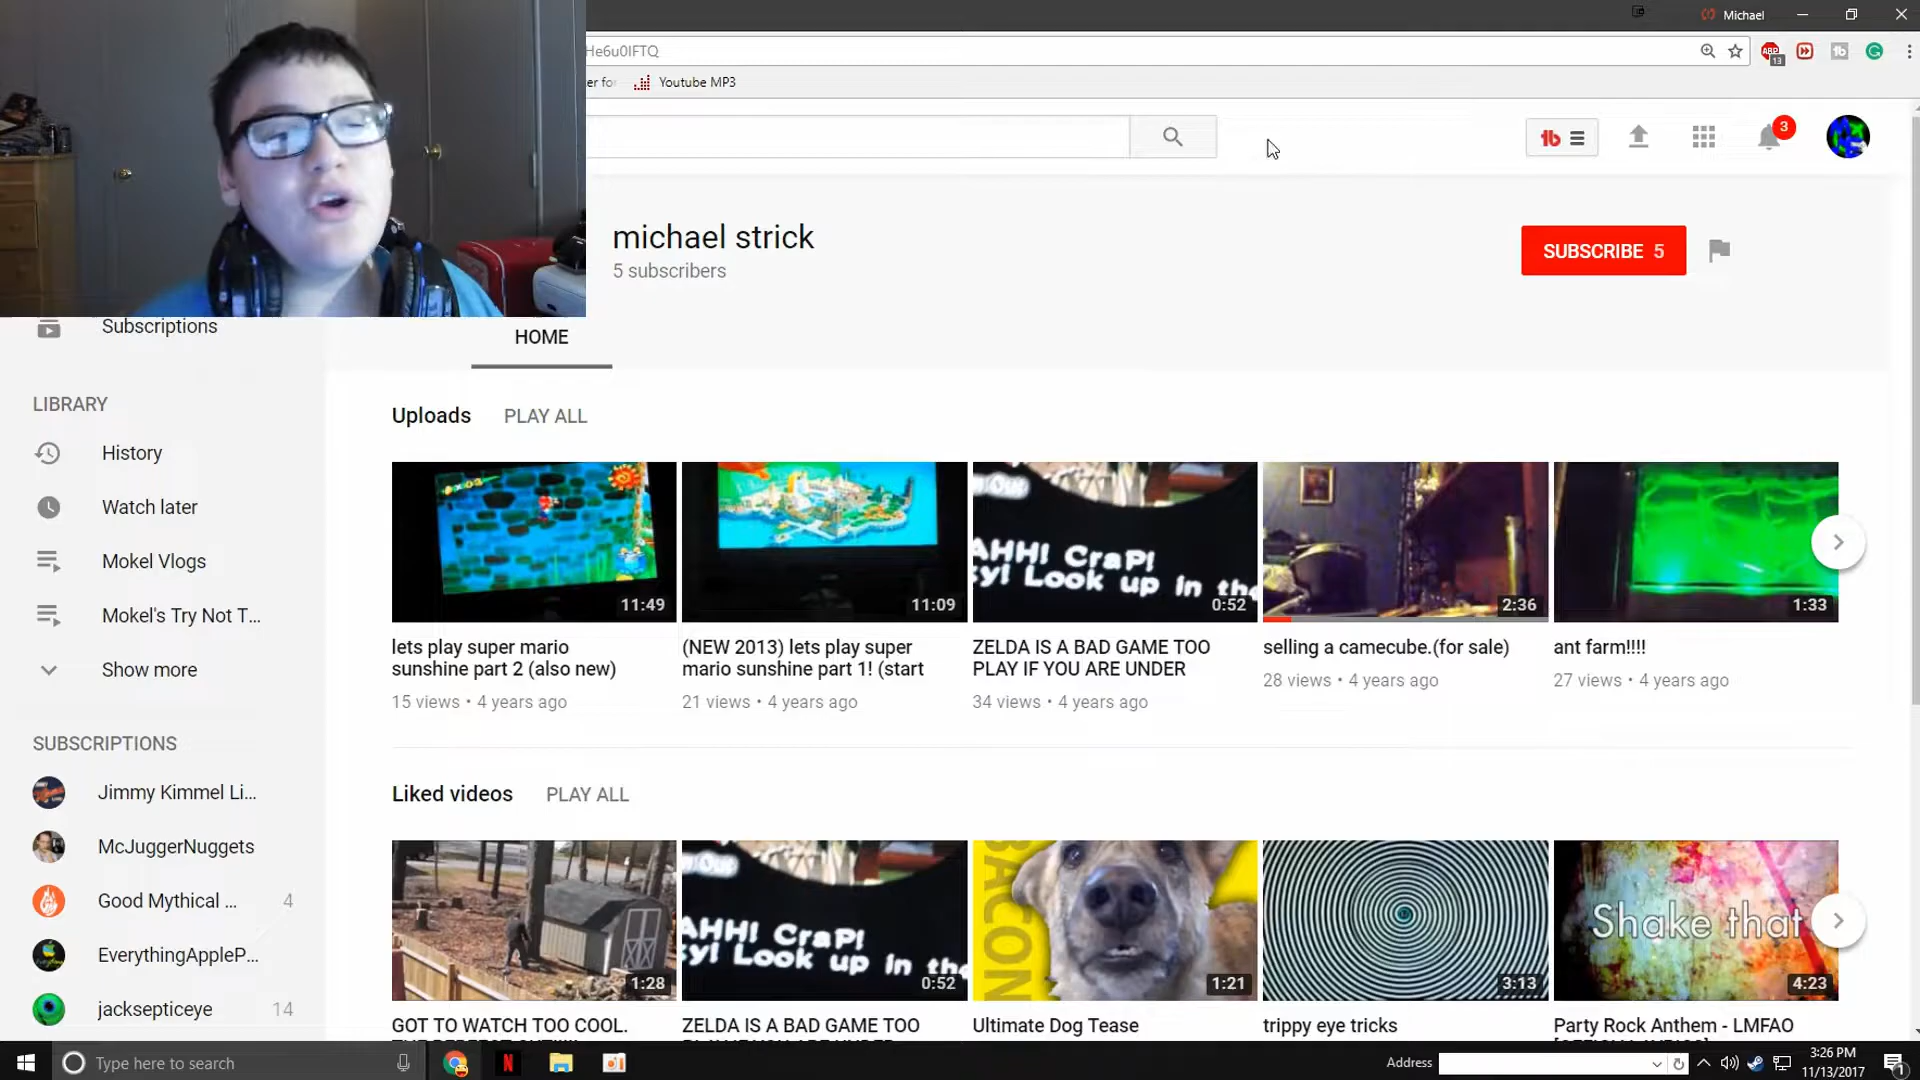 Michael
He6u0IFTQ
er fo
Youtube MP3
13
3
michael strick
5 subscribers
SUBSCRIBE 5
Subscriptions
HOME
LIBRARY
History
Watch later
Mokel Vlogs
Mokel's Try Not T...
Show more
SUBSCRIPTIONS
Jimmy Kimmel Li...
McJuggerNuggets
Good Mythical ... 4
EverythingAppleP...
jacksepticeye 14
Uploads PLAY ALL
11:49
11:09
AHH! CraP!
ey! Look up in the
0:52
2:36
1:33
lets play super mario
sunshine part 2 (also new)
15 views • 4 years ago
(NEW 2013) lets play super
mario sunshine part 1! (start
21 views • 4 years ago
ZELDA IS A BAD GAME TOO
PLAY IF YOU ARE UNDER
34 views • 4 years ago
selling a camecube.(for sale)
28 views • 4 years ago
ant farm!!!!
27 views • 4 years ago
Liked videos PLAY ALL
1:28
AHH! CraP!
ey! Look up in the
0:52
BACON
1:21
3:13
Shake that
4:23
GOT TO WATCH TOO COOL.
ZELDA IS A BAD GAME TOO
Ultimate Dog Tease
trippy eye tricks
Party Rock Anthem - LMFAO
Type here to search
Address
3:26 PM
11/13/2017
1